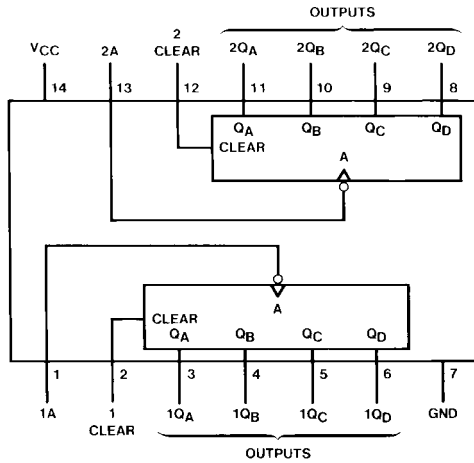 OUTPUTS
2
VCC 2A CLEAR 2QA 2QB 2QC 2QD
14 13 12 11 10 9 8
QA QB QC QD
CLEAR
A
A
CLEAR
QA QB QC QD
1 2 3 4 5 6 7
1A 1 1QA 1QB 1QC 1QD GND
CLEAR
OUTPUTS